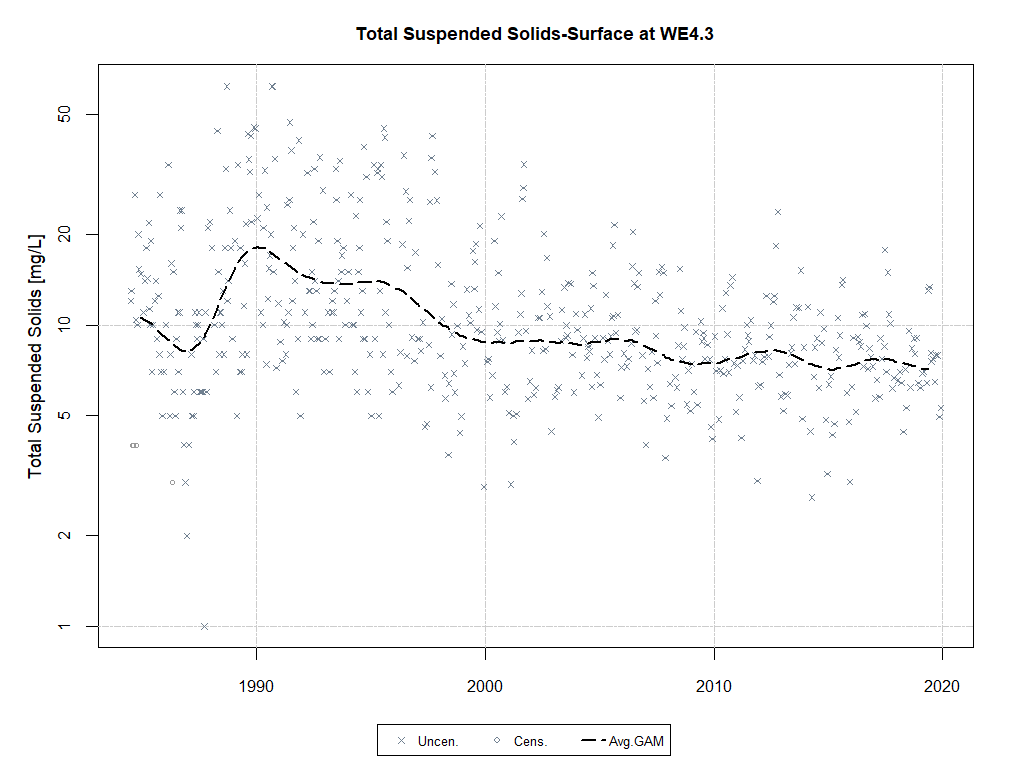 Total Suspended Solids-Surface at WE4.3
Total Suspended Solids [mg/L]
50
20
10
5
2
1
1990 2000 2010 2020
Uncen. Cens. Avg.GAM